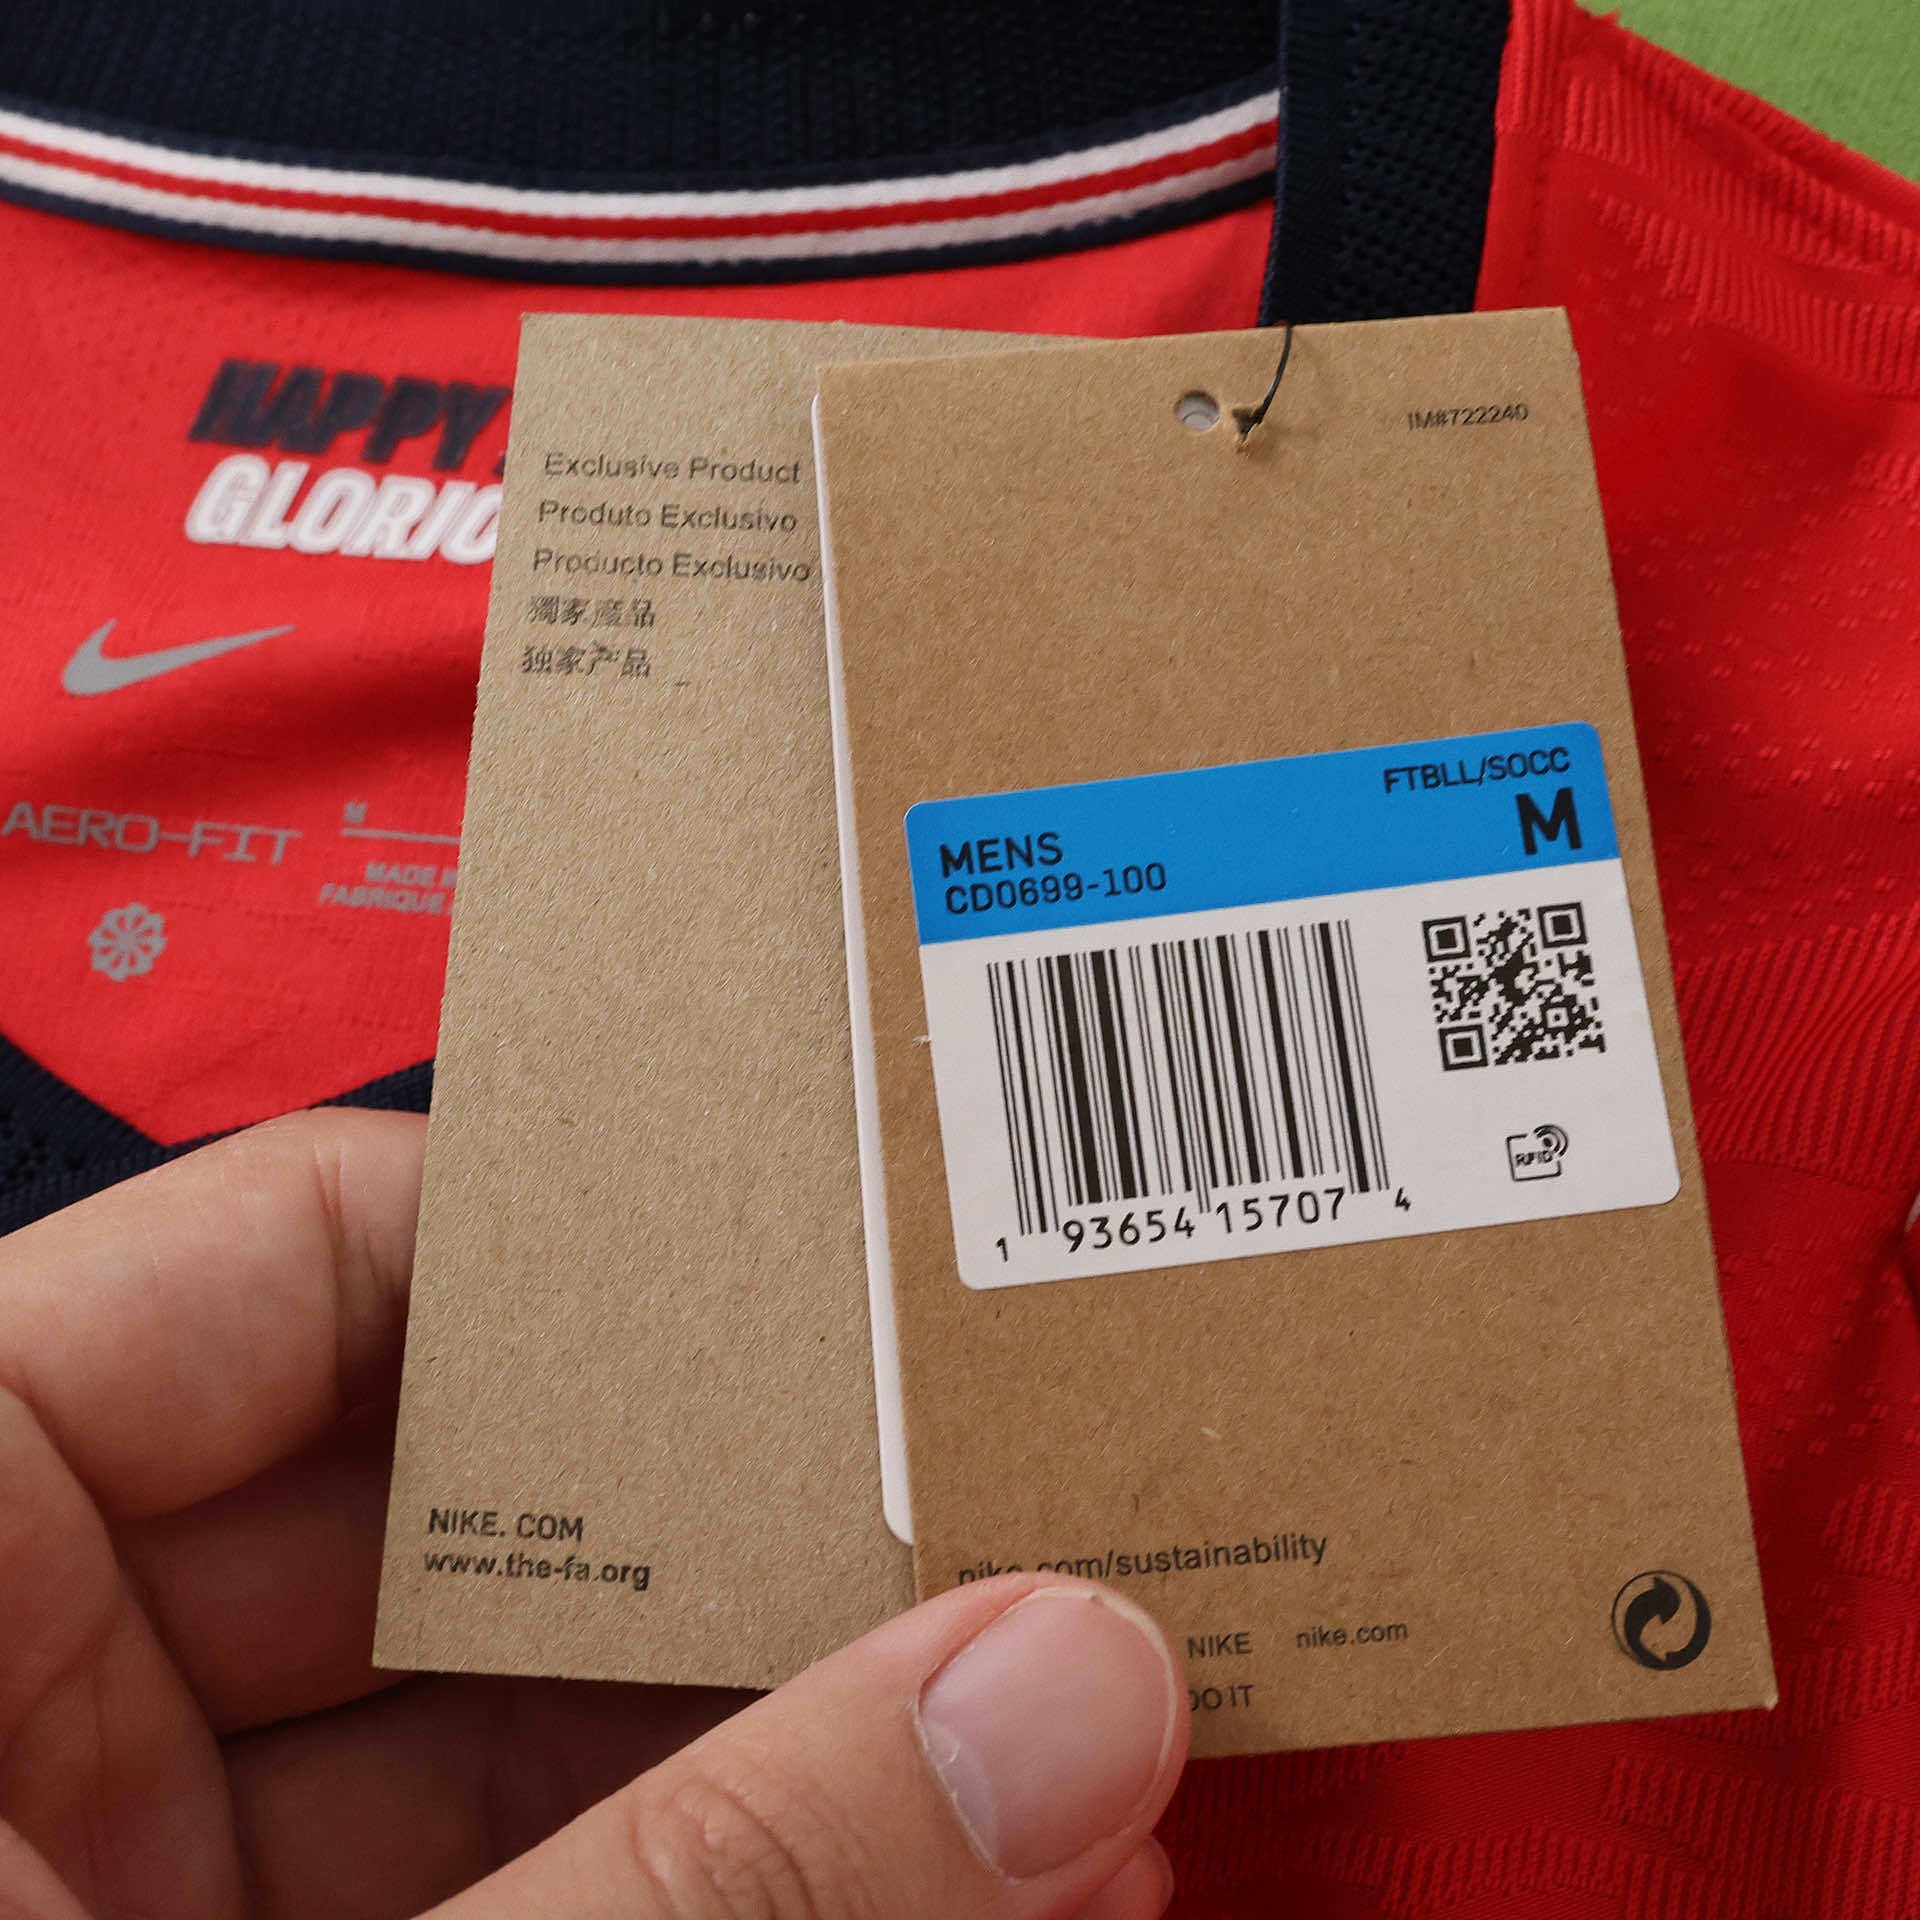 HAPPY
GLORIO
AERO-FIT
M
MADE
FABRIQUE
Exclusive Product
Produto Exclusivo
Producto Exclusivo
獨家產品
独家产品
NIKE. COM
www.the-fa.org
IM#722240
FTBLL/SOCC
M
MENS
CD0699-100
1 93654 15707 4
RFID
nike.com/sustainability
NIKE nike.com
DO IT